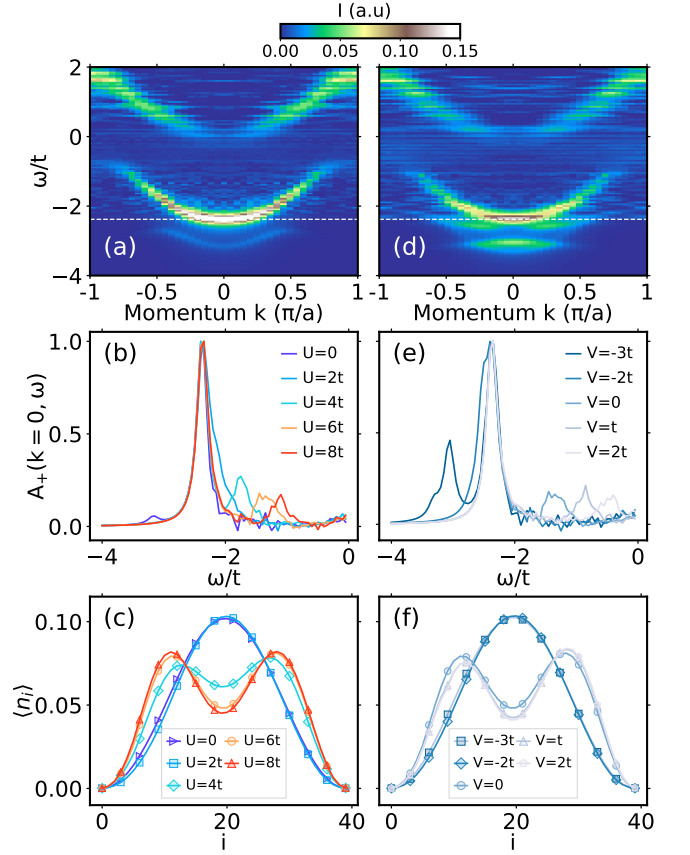 I (a.u)
0.00 0.05 0.10 0.15
ω/t
2
0
−2
−4
(a)
-1 -0.5 0 0.5 1
Momentum k (π/a)
(d)
-1 -0.5 0 0.5 1
Momentum k (π/a)
A+(k = 0, ω)
1.0
0.5
0.0
(b)
U=0
U=2t
U=4t
U=6t
U=8t
−4 −2 0
ω/t
(e)
V=-3t
V=-2t
V=0
V=t
V=2t
−4 −2 0
ω/t
⟨ni⟩
0.10
0.05
0.00
(c)
U=0 U=6t
U=2t U=8t
U=4t
0 20 40
i
(f)
V=-3t V=t
V=-2t V=2t
V=0
0 20 40
i